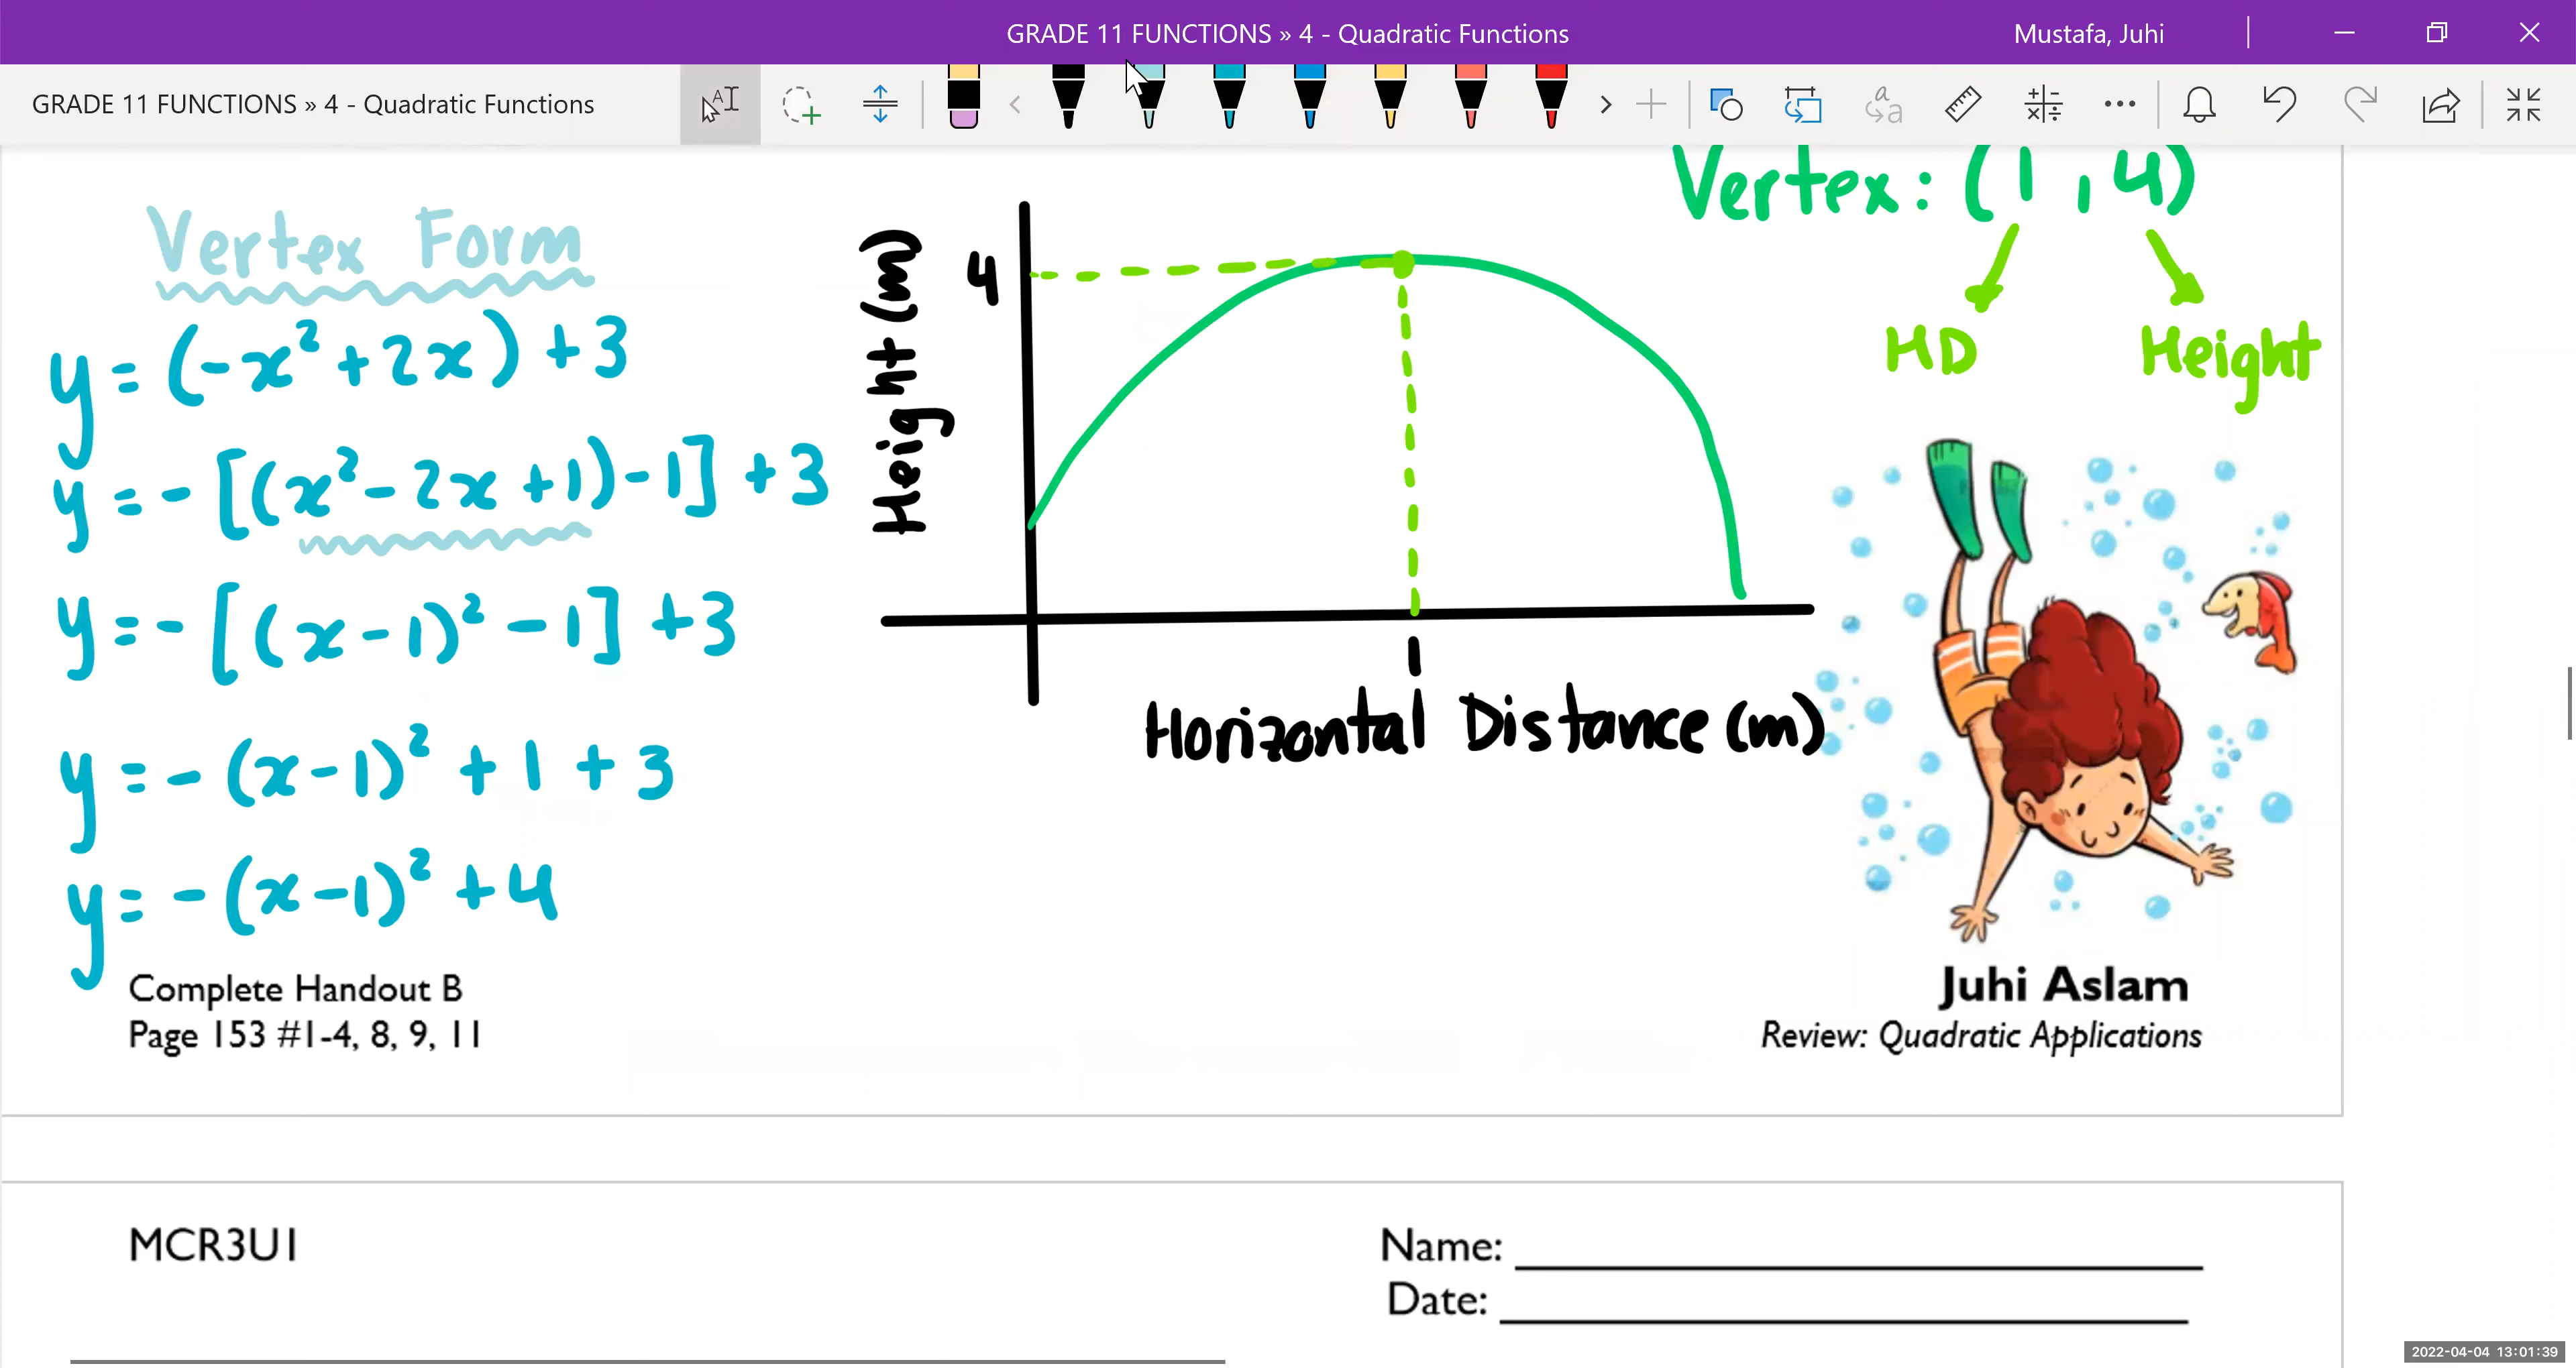 GRADE 11 FUNCTIONS » 4 - Quadratic Functions
Mustafa, Juhi
GRADE 11 FUNCTIONS » 4 - Quadratic Functions
Vertex Form
y = (-x² + 2x) + 3
y = - [(x² - 2x + 1) - 1] + 3
y = - [(x - 1)² - 1] + 3
y = - (x - 1)² + 1 + 3
y = - (x - 1)² + 4
Height (m)
4
1
Horizontal Distance (m)
Vertex: (1, 4)
HD
Height
Complete Handout B
Page 153 #1-4, 8, 9, 11
Juhi Aslam
Review: Quadratic Applications
MCR3U1
Name:
Date:
2022-04-04 13:01:39